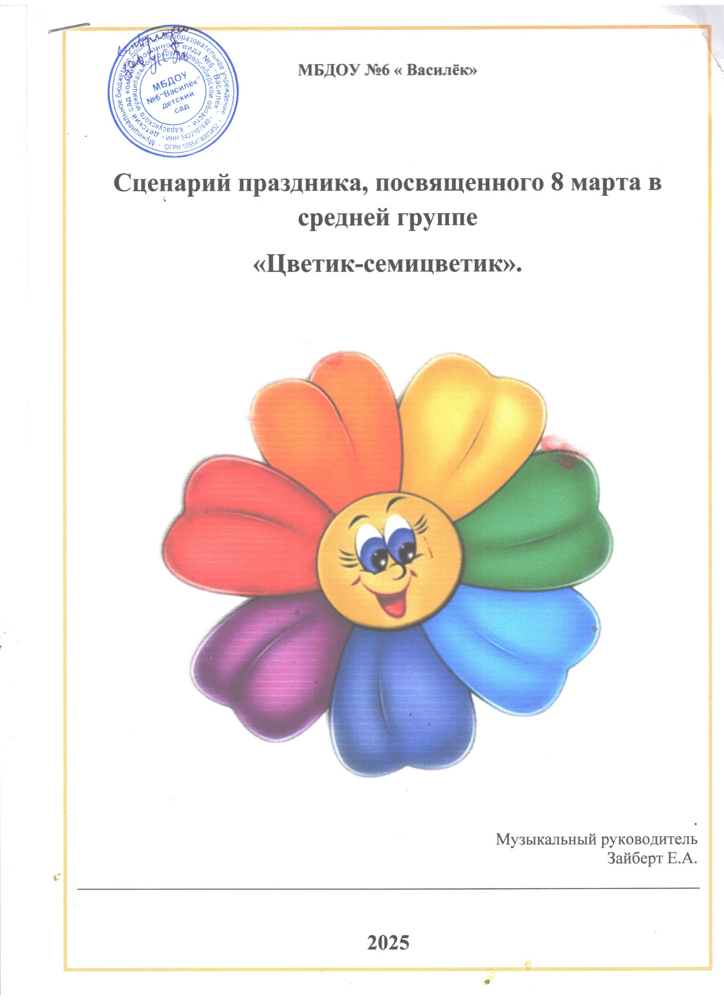 МБДОУ №6 « Василёк»
Муниципальное бюджетное дошкольное образовательное учреждение
детский сад комбинированного вида №6 "Василёк"
Карасукского муниципального округа Новосибирской области
ИНН 5422107640
ОГРН 1055474003452
МБДОУ
№6"Василёк"
детский
сад
Сценарий праздника, посвященного 8 марта в
средней группе
«Цветик-семицветик».
.
Музыкальный руководитель
Зайберт Е.А.
2025